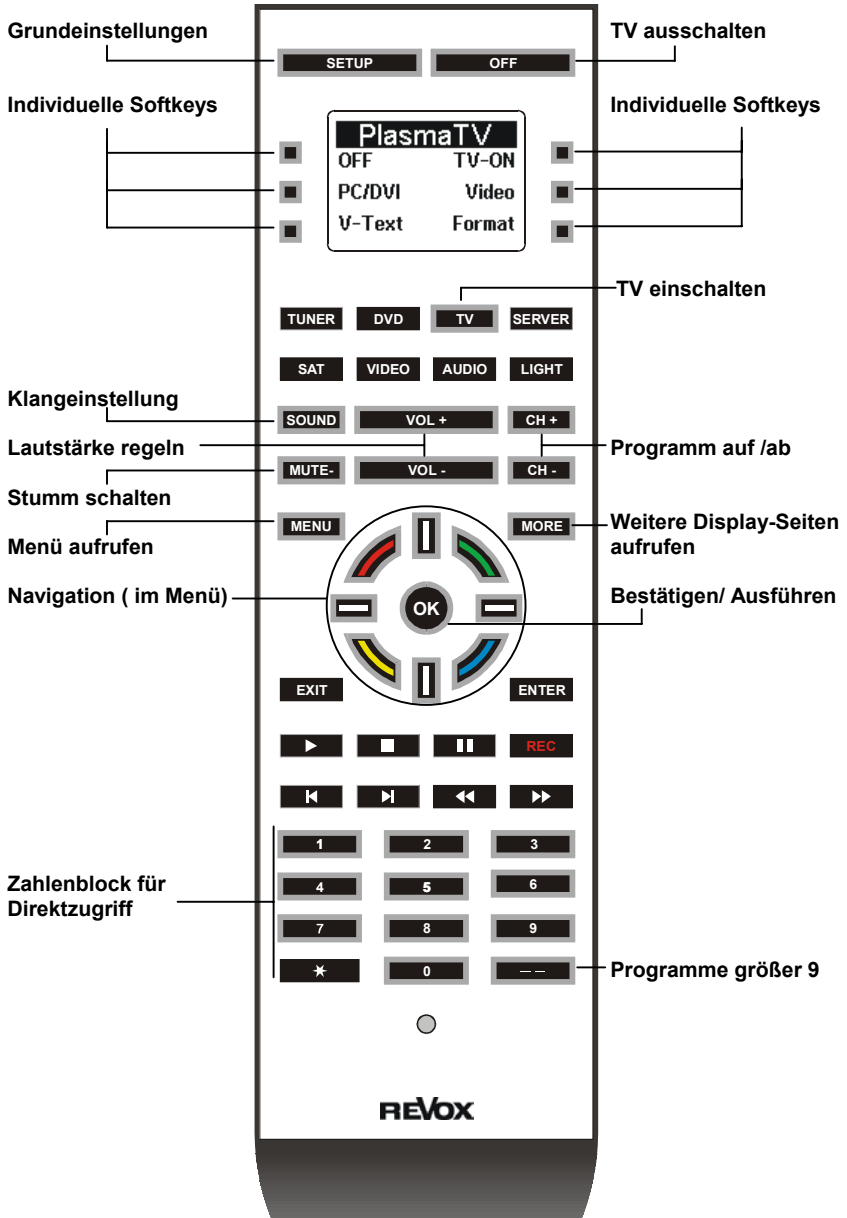 Grundeinstellungen
TV ausschalten
SETUP
OFF
Individuelle Softkeys
Individuelle Softkeys
PlasmaTV
OFF TV-ON
PC/DVI Video
V-Text Format
TV einschalten
TUNER DVD TV SERVER
SAT VIDEO AUDIO LIGHT
Klangeinstellung
SOUND VOL + CH +
Lautstärke regeln
Programm auf /ab
MUTE- VOL - CH -
Stumm schalten
MENU
MORE
Weitere Display-Seiten
aufrufen
Menü aufrufen
Navigation ( im Menü)
OK
Bestätigen/ Ausführen
EXIT
ENTER
REC
1 2 3
Zahlenblock für
Direktzugriff
4 5 6
7 8 9
0 – –
Programme größer 9
REVOX